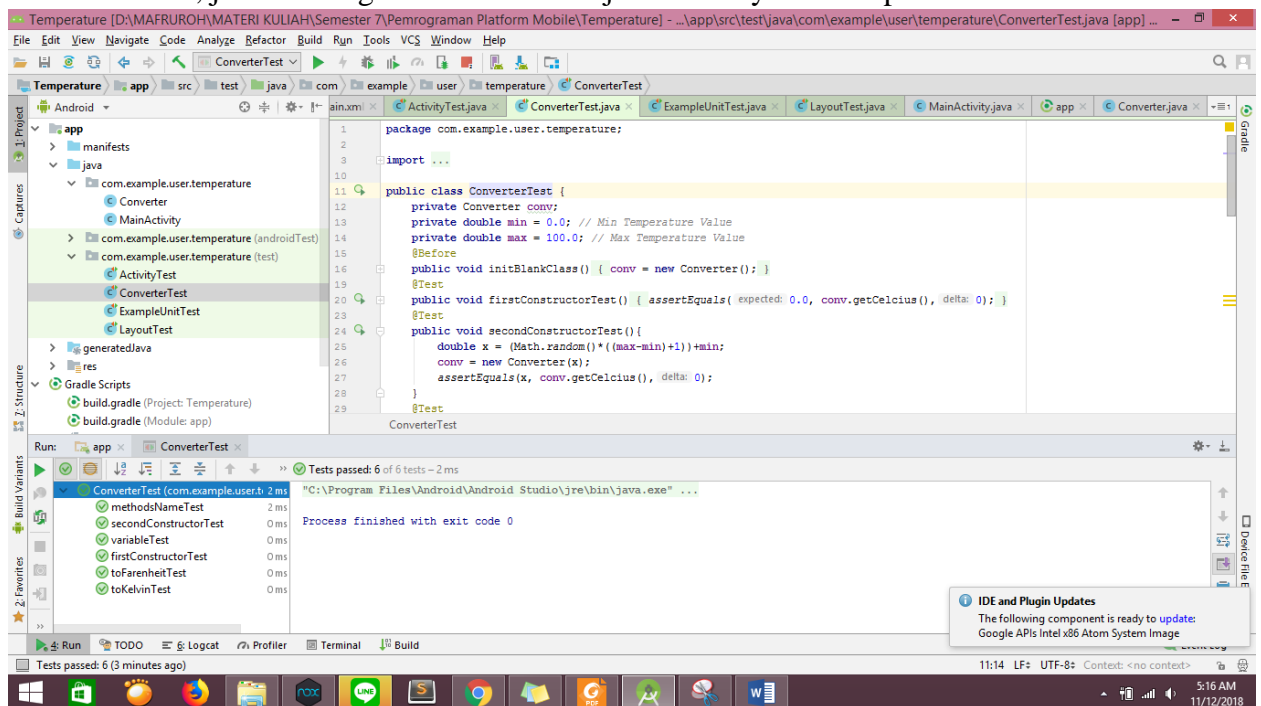 Temperature [D:\MAFRUROH\MATERI KULIAH\Semester 7\Pemrograman Platform Mobile\Temperature] - ...\app\src\test\java\com\example\user\temperature\ConverterTest.java [app] ...
File Edit View Navigate Code Analyze Refactor Build Run Tools VCS Window Help
ConverterTest
Temperature app src test java com example user temperature ConverterTest
Android
ain.xml ActivityTest.java ConverterTest.java ExampleUnitTest.java LayoutTest.java MainActivity.java app Converter.java
1: Project
Captures
Z: Structure
Build Variants
2: Favorites
Gradle
app
manifests
java
com.example.user.temperature
Converter
MainActivity
com.example.user.temperature (androidTest)
com.example.user.temperature (test)
ActivityTest
ConverterTest
ExampleUnitTest
LayoutTest
generatedJava
res
Gradle Scripts
build.gradle (Project: Temperature)
build.gradle (Module: app)
1 package com.example.user.temperature;
2
3 import ...
10
11 public class ConverterTest {
12 private Converter conv;
13 private double min = 0.0; // Min Temperature Value
14 private double max = 100.0; // Max Temperature Value
15 @Before
16 public void initBlankClass() { conv = new Converter(); }
19 @Test
20 public void firstConstructorTest() { assertEquals( expected: 0.0, conv.getCelcius(), delta: 0); }
23 @Test
24 public void secondConstructorTest(){
25 double x = (Math.random()*((max-min)+1))+min;
26 conv = new Converter(x);
27 assertEquals(x, conv.getCelcius(), delta: 0);
28 }
29 @Test
ConverterTest
Run: app ConverterTest
Tests passed: 6 of 6 tests – 2 ms
ConverterTest (com.example.user.t 2 ms
methodsNameTest 2 ms
secondConstructorTest 0 ms
variableTest 0 ms
firstConstructorTest 0 ms
toFarenheitTest 0 ms
toKelvinTest 0 ms
"C:\Program Files\Android\Android Studio\jre\bin\java.exe" ...
Process finished with exit code 0
Device File E
IDE and Plugin Updates
The following component is ready to update:
Google APIs Intel x86 Atom System Image
4: Run TODO 6: Logcat Profiler Terminal Build
Tests passed: 6 (3 minutes ago)
11:14 LF÷ UTF-8÷ Context: <no context>
nox LINE S G PDF W
5:16 AM
11/12/2018